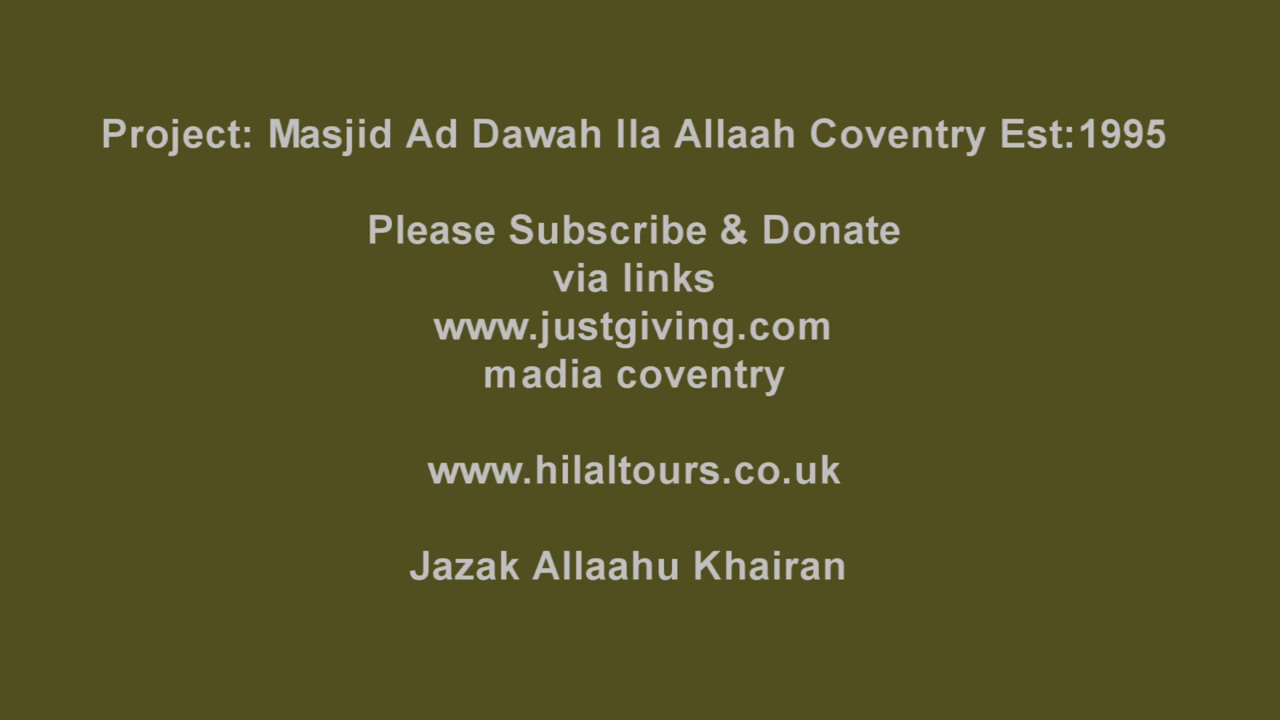 Project: Masjid Ad Dawah Ila Allaah Coventry Est:1995
Please Subscribe & Donate
via links
www.justgiving.com
madia coventry
www.hilaltours.co.uk
Jazak Allaahu Khairan